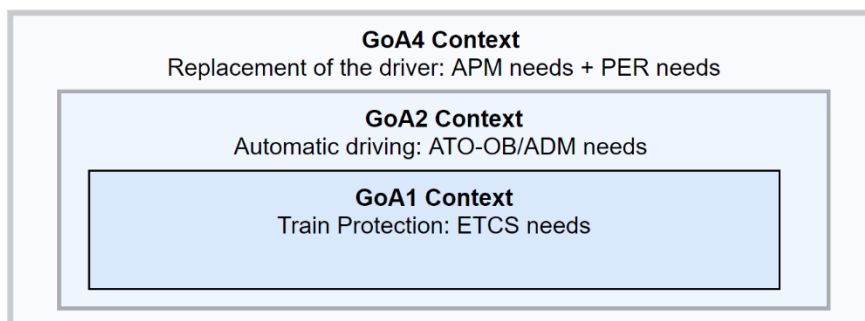 GoA4 Context
Replacement of the driver: APM needs + PER needs
GoA2 Context
Automatic driving: ATO-OB/ADM needs
GoA1 Context
Train Protection: ETCS needs